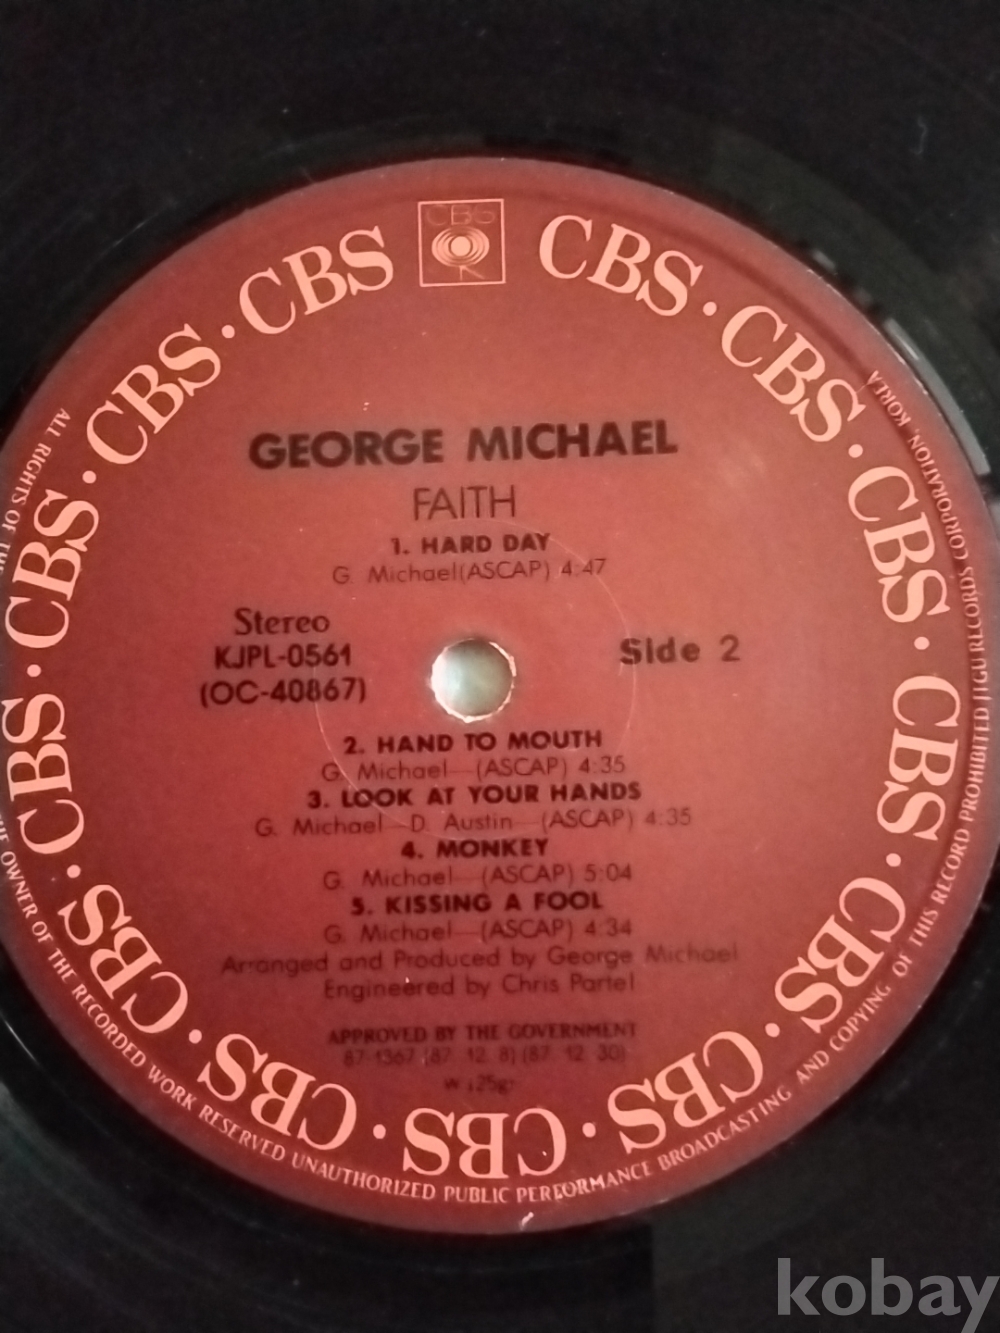 CBS
CBS · CBS · CBS · CBS · CBS · CBS · CBS · CBS · CBS · CBS · CBS · CBS
GEORGE MICHAEL
FAITH
1. HARD DAY
G. Michael(ASCAP) 4:47
Stereo
KJPL-0561
(OC-40867)
Side 2
2. HAND TO MOUTH
G. Michael—(ASCAP) 4:35
3. LOOK AT YOUR HANDS
G. Michael—D. Austin—(ASCAP) 4:35
4. MONKEY
G. Michael—(ASCAP) 5:04
5. KISSING A FOOL
G. Michael—(ASCAP) 4:34
Arranged and Produced by George Michael
Engineered by Chris Partel
APPROVED BY THE GOVERNMENT
87-1367 (87. 12. 8) (87. 12. 30)
ALL RIGHTS OF THE
THE OWNER OF THE RECORDED WORK RESERVED UNAUTHORIZED PUBLIC PERFORMANCE BROADCASTING AND COPYING OF THIS RECORD PROHIBITED JIGU RECORDS CORPORATION, KOREA
kobay